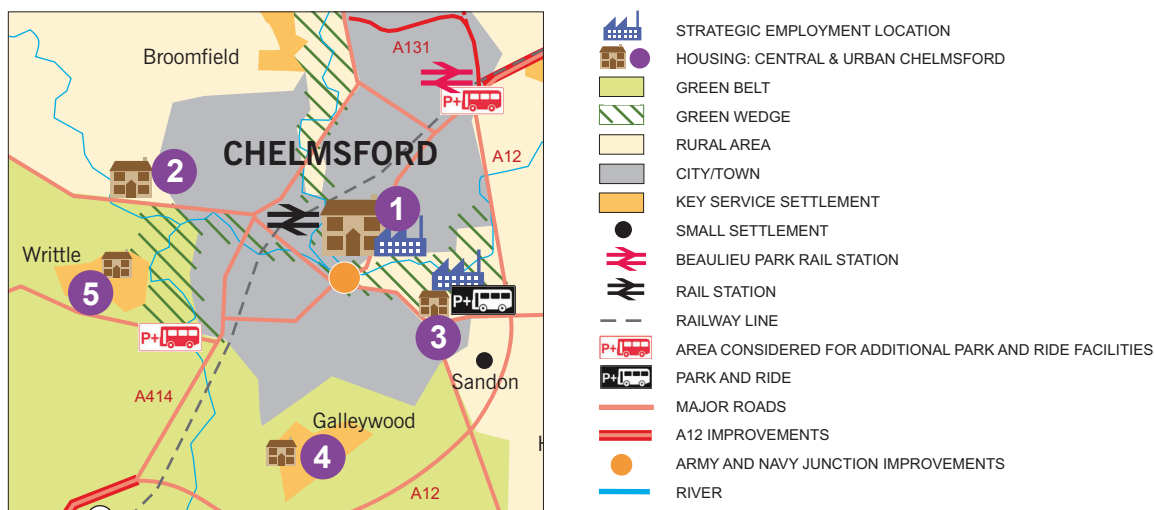 Broomfield
A131
P+
CHELMSFORD
A12
2
1
Writtle
5
P+
3
P+
Sandon
A414
Galleywood
4
H
A12
STRATEGIC EMPLOYMENT LOCATION
HOUSING: CENTRAL & URBAN CHELMSFORD
GREEN BELT
GREEN WEDGE
RURAL AREA
CITY/TOWN
KEY SERVICE SETTLEMENT
SMALL SETTLEMENT
BEAULIEU PARK RAIL STATION
RAIL STATION
RAILWAY LINE
P+ AREA CONSIDERED FOR ADDITIONAL PARK AND RIDE FACILITIES
P+ PARK AND RIDE
MAJOR ROADS
A12 IMPROVEMENTS
ARMY AND NAVY JUNCTION IMPROVEMENTS
RIVER